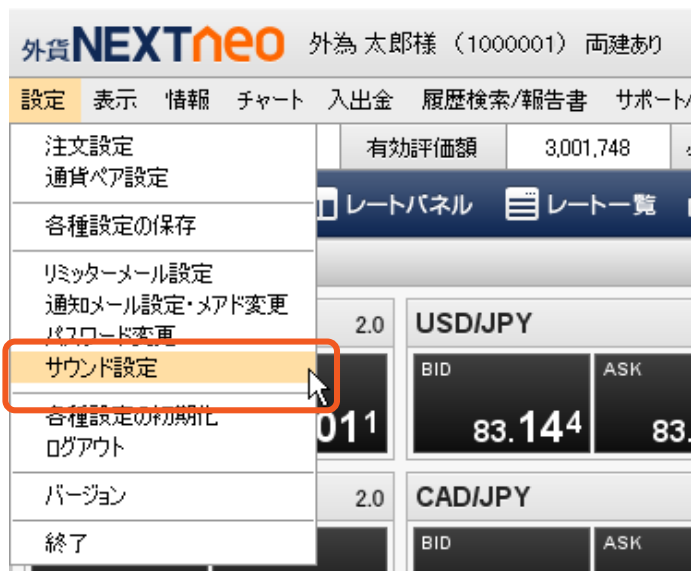 外貨NEXTneo 外為 太郎様 （1000001） 両建あり
設定 表示 情報 チャート 入出金 履歴検索/報告書 サポート/
注文設定
通貨ペア設定
各種設定の保存
リミッターメール設定
通知メール設定・メアド変更
パスワード変更
サウンド設定
各種設定の初期化
ログアウト
バージョン
終了
有効評価額 3,001,748
レートパネル レート一覧
2.0 USD/JPY
BID ASK
011 83.144 83.
2.0 CAD/JPY
BID ASK